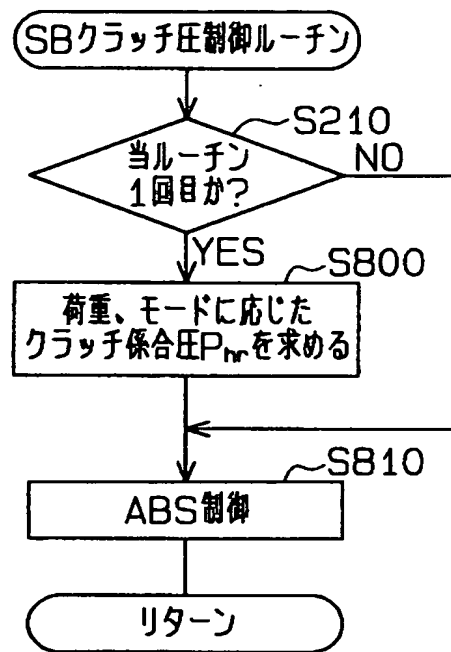 SBクラッチ圧制御ルーチン
S210
当ルーチン
1回目か?
NO
YES
S800
荷重、モードに応じた
クラッチ係合圧Phrを求める
S810
ABS制御
リターン